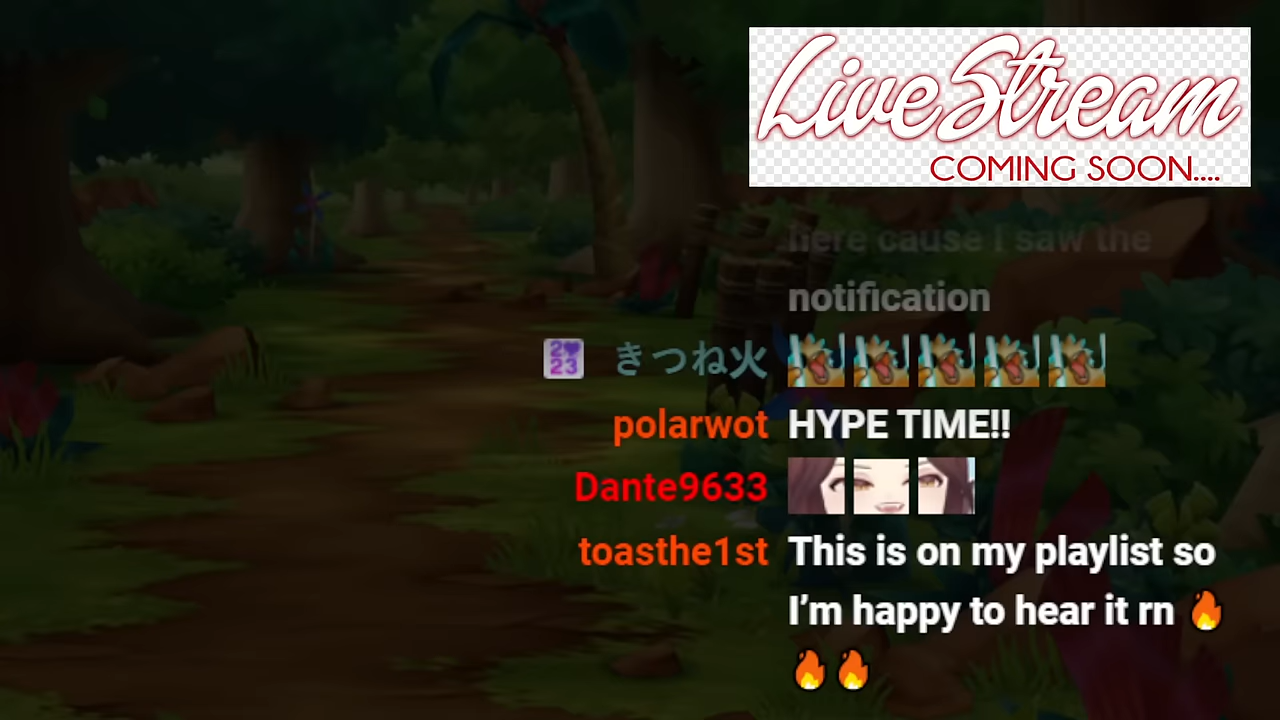 LiveStream
COMING SOON....
here cause I saw the
notification
2023 きつね火
polarwot HYPE TIME!!
Dante9633
toasthe1st This is on my playlist so
I'm happy to hear it rn 🔥
🔥🔥